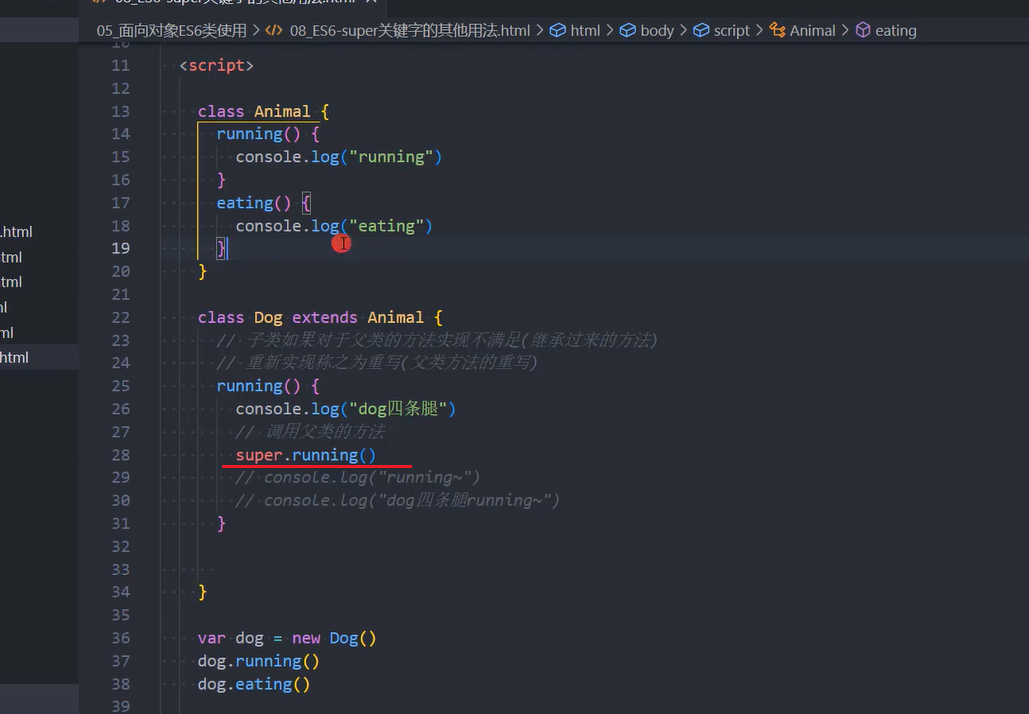 05_面向对象ES6类使用 > </> 08_ES6-super关键字的其他用法.html > html > body > script > Animal > eating
11 <script>
12
13 class Animal {
14 running() {
15 console.log("running")
16 }
17 eating() {
18 console.log("eating")
19 }
20 }
21
22 class Dog extends Animal {
23 // 子类如果对于父类的方法实现不满足(继承过来的方法)
24 // 重新实现称之为重写(父类方法的重写)
25 running() {
26 console.log("dog四条腿")
27 // 调用父类的方法
28 super.running()
29 // console.log("running~")
30 // console.log("dog四条腿running~")
31 }
32
33
34 }
35
36 var dog = new Dog()
37 dog.running()
38 dog.eating()
39
.html
tml
tml
ml
html